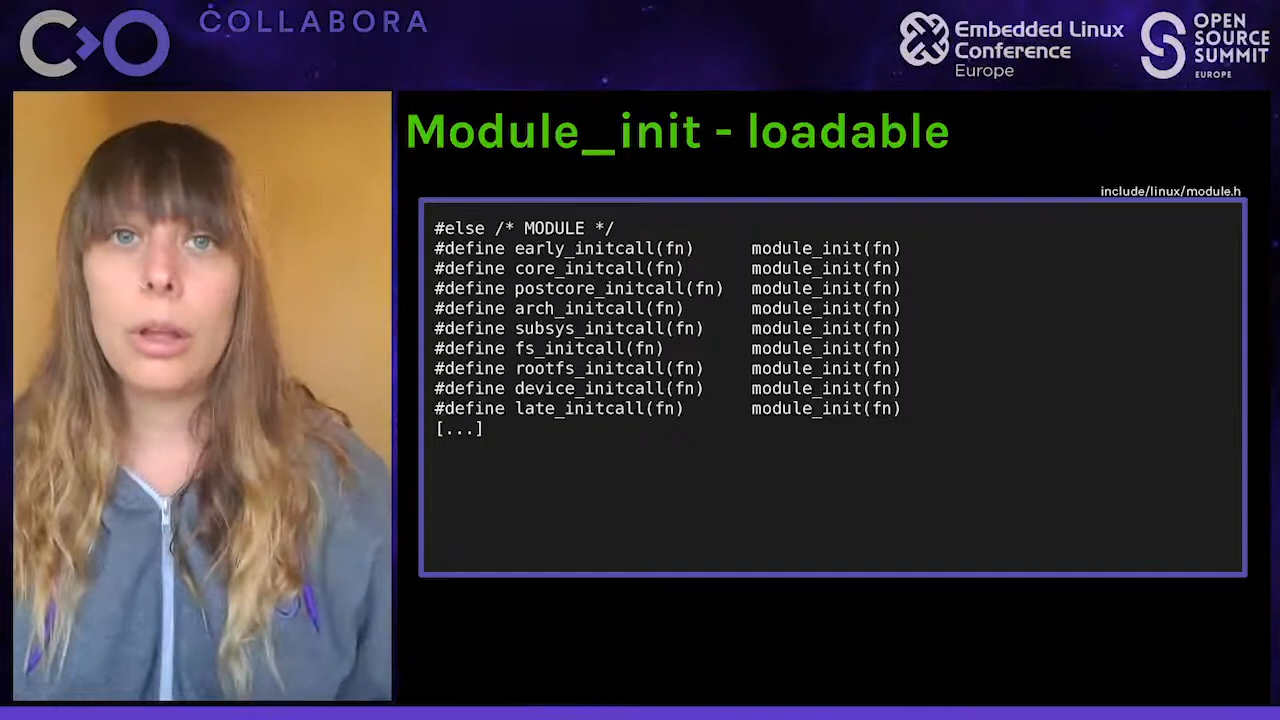 COLLABORA
Embedded Linux
Conference
Europe
OPEN
SOURCE
SUMMIT
EUROPE
Module_init - loadable
include/linux/module.h
#else /* MODULE */
#define early_initcall(fn) module_init(fn)
#define core_initcall(fn) module_init(fn)
#define postcore_initcall(fn) module_init(fn)
#define arch_initcall(fn) module_init(fn)
#define subsys_initcall(fn) module_init(fn)
#define fs_initcall(fn) module_init(fn)
#define rootfs_initcall(fn) module_init(fn)
#define device_initcall(fn) module_init(fn)
#define late_initcall(fn) module_init(fn)
[...]